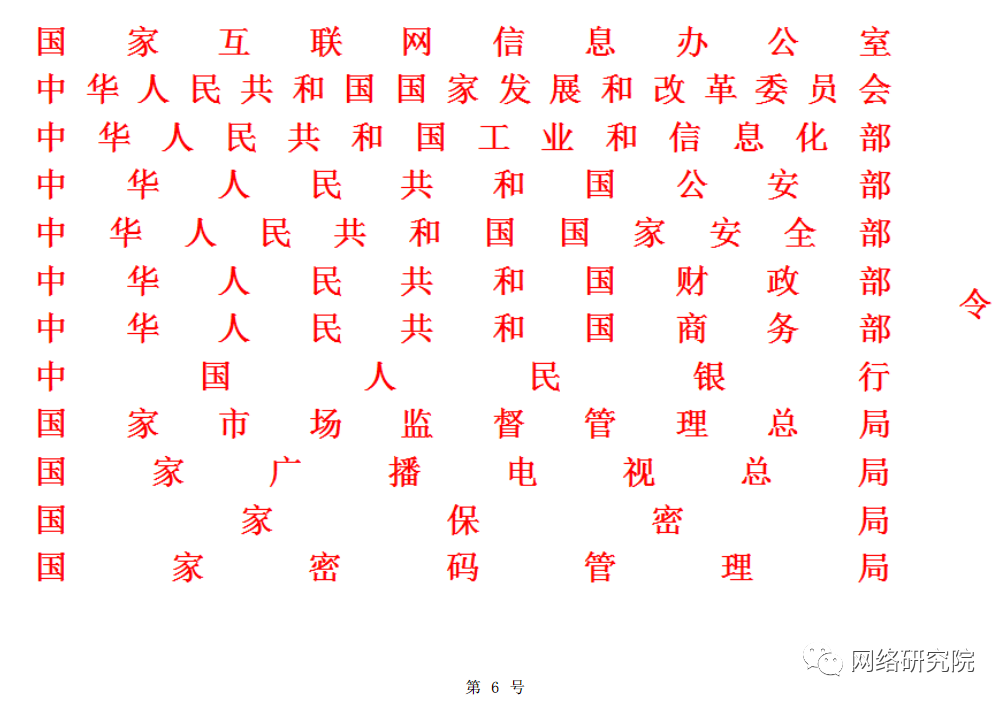 国家互联网信息办公室
中华人民共和国国家发展和改革委员会
中华人民共和国工业和信息化部
中华人民共和国公安部
中华人民共和国国家安全部
中华人民共和国财政部
中华人民共和国商务部
中国人民银行
国家市场监督管理总局
国家广播电视总局
国家保密局
国家密码管理局
令
网络研究院
第 6 号